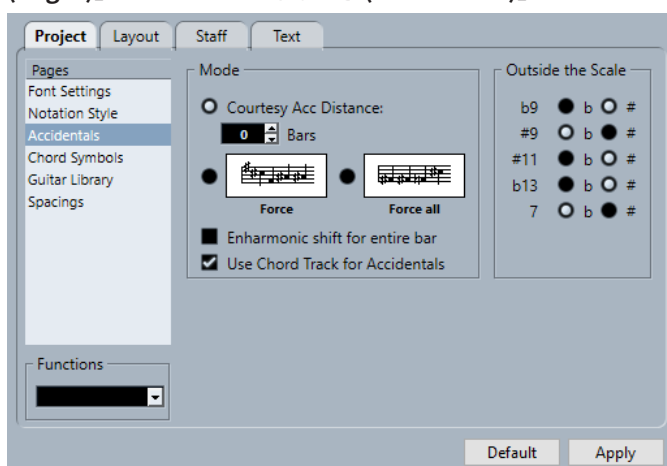 Project Layout Staff Text
Pages
Font Settings
Notation Style
Accidentals
Chord Symbols
Guitar Library
Spacings
Functions
Mode
Courtesy Acc Distance:
0 Bars
Force Force all
Enharmonic shift for entire bar
Use Chord Track for Accidentals
Outside the Scale
b9 b #
#9 b #
#11 b #
b13 b #
7 b #
Default Apply